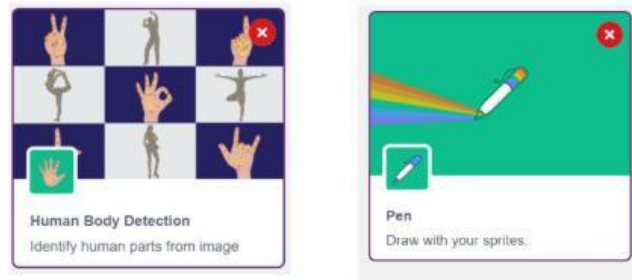 Human Body Detection
Identify human parts from image
Pen
Draw with your sprites.